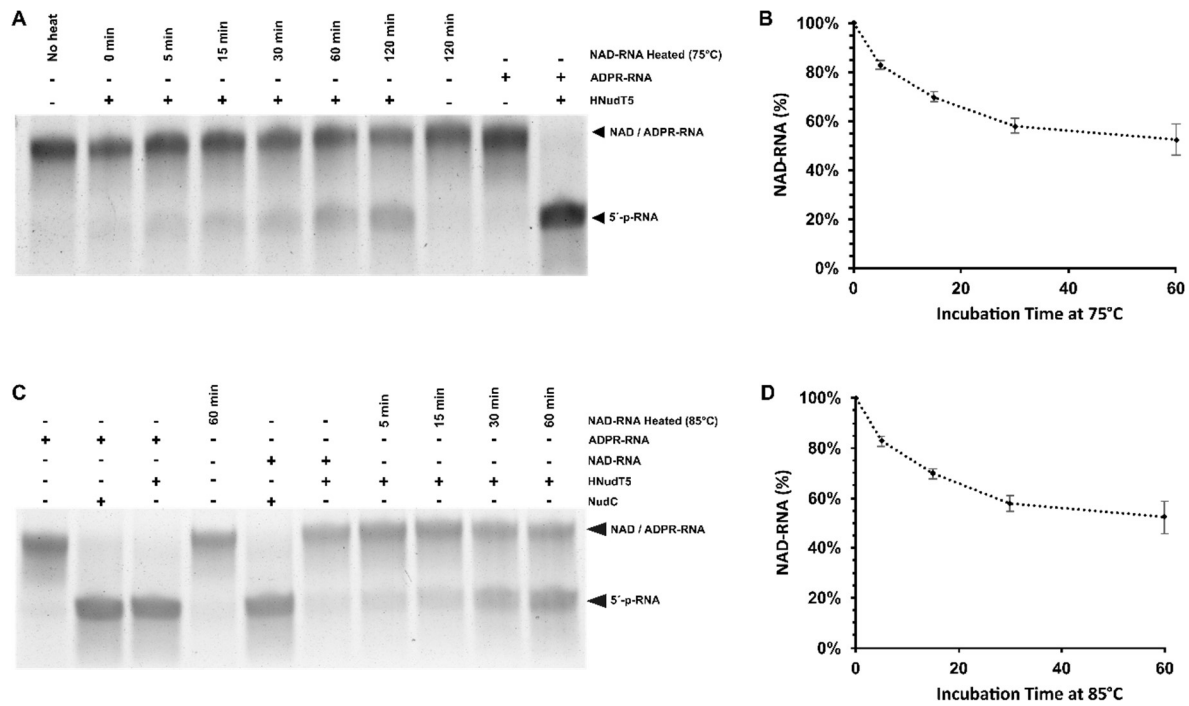 A
No heat
0 min
5 min
15 min
30 min
60 min
120 min
120 min
- - NAD-RNA Heated (75°C)
- - - - - - - - + + ADPR-RNA
- + + + + + + - - + HNudT5
NAD / ADPR-RNA
5´-p-RNA
B
100%
80%
60%
40%
20%
0%
NAD-RNA (%)
0 20 40 60
Incubation Time at 75°C
C
60 min
5 min
15 min
30 min
60 min
- - - - - NAD-RNA Heated (85°C)
+ + + - - - - - - - ADPR-RNA
- - - - + + - - - - NAD-RNA
- - + - - + + + + + HNudT5
- + - - + - - - - - NudC
NAD / ADPR-RNA
5´-p-RNA
D
100%
80%
60%
40%
20%
0%
NAD-RNA (%)
0 20 40 60
Incubation Time at 85°C